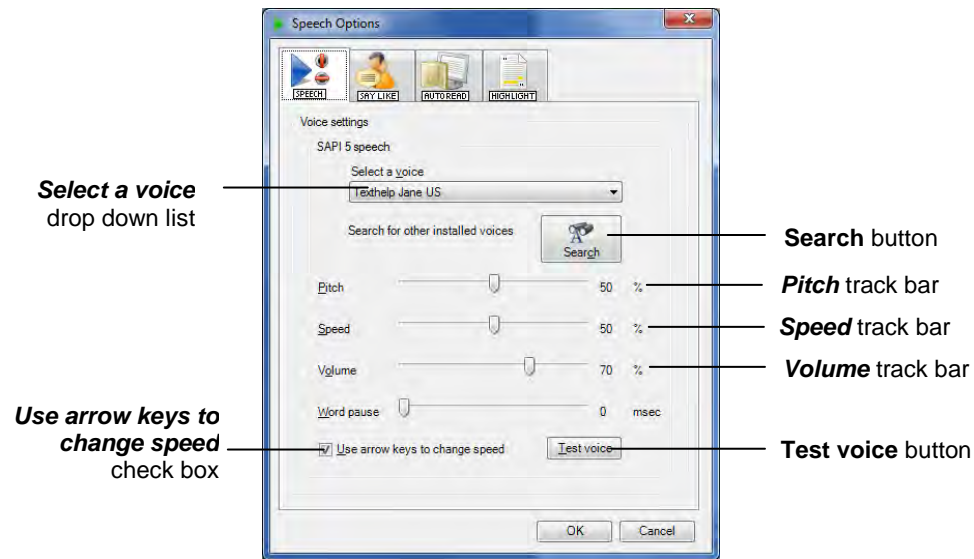 Speech Options
SPEECH
SAY LIKE
AUTOREAD
HIGHLIGHT
Voice settings
SAPI 5 speech
Select a voice
Texthelp Jane US
Search for other installed voices
Search
Pitch
50 %
Speed
50 %
Volume
70 %
Word pause
0 msec
Use arrow keys to change speed
Test voice
OK
Cancel
Select a voice
drop down list
Use arrow keys to
change speed
check box
Search button
Pitch track bar
Speed track bar
Volume track bar
Test voice button